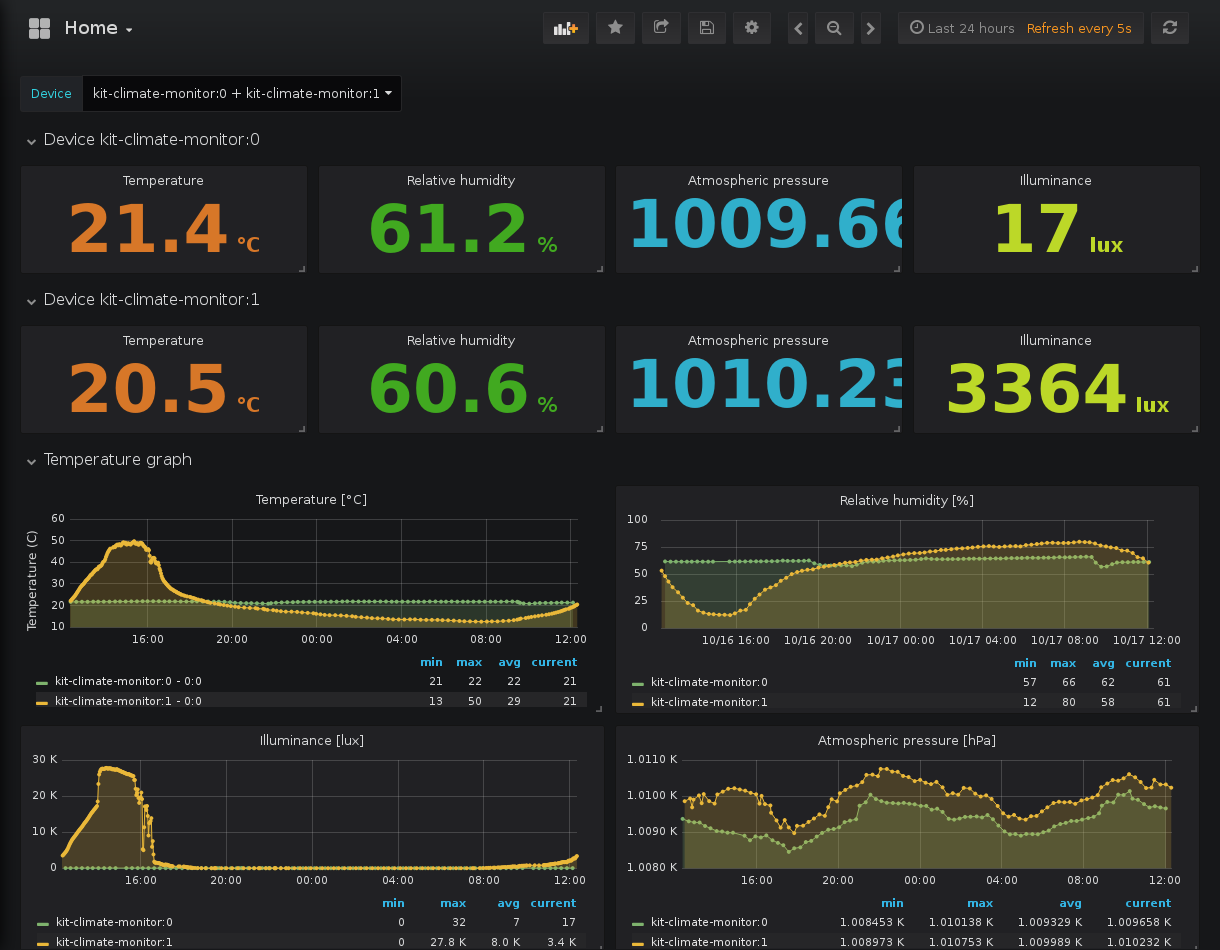 Home
Last 24 hours Refresh every 5s
Device kit-climate-monitor:0 + kit-climate-monitor:1
Device kit-climate-monitor:0
Temperature Relative humidity Atmospheric pressure Illuminance
21.4 °C 61.2 % 1009.66 17 lux
Device kit-climate-monitor:1
Temperature Relative humidity Atmospheric pressure Illuminance
20.5 °C 60.6 % 1010.23 3364 lux
Temperature graph
Temperature [°C]
Temperature (C)
60
50
40
30
20
10
16:00 20:00 00:00 04:00 08:00 12:00
min max avg current
kit-climate-monitor:0 - 0:0 21 22 22 21
kit-climate-monitor:1 - 0:0 13 50 29 21
Relative humidity [%]
100
75
50
25
0
10/16 16:00 10/16 20:00 10/17 00:00 10/17 04:00 10/17 08:00 10/17 12:00
min max avg current
kit-climate-monitor:0 57 66 62 61
kit-climate-monitor:1 12 80 58 61
Illuminance [lux]
30 K
20 K
10 K
0
16:00 20:00 00:00 04:00 08:00 12:00
min max avg current
kit-climate-monitor:0 0 32 7 17
kit-climate-monitor:1 0 27.8 K 8.0 K 3.4 K
Atmospheric pressure [hPa]
1.0110 K
1.0100 K
1.0090 K
1.0080 K
16:00 20:00 00:00 04:00 08:00 12:00
min max avg current
kit-climate-monitor:0 1.008453 K 1.010138 K 1.009329 K 1.009658 K
kit-climate-monitor:1 1.008973 K 1.010753 K 1.009989 K 1.010232 K